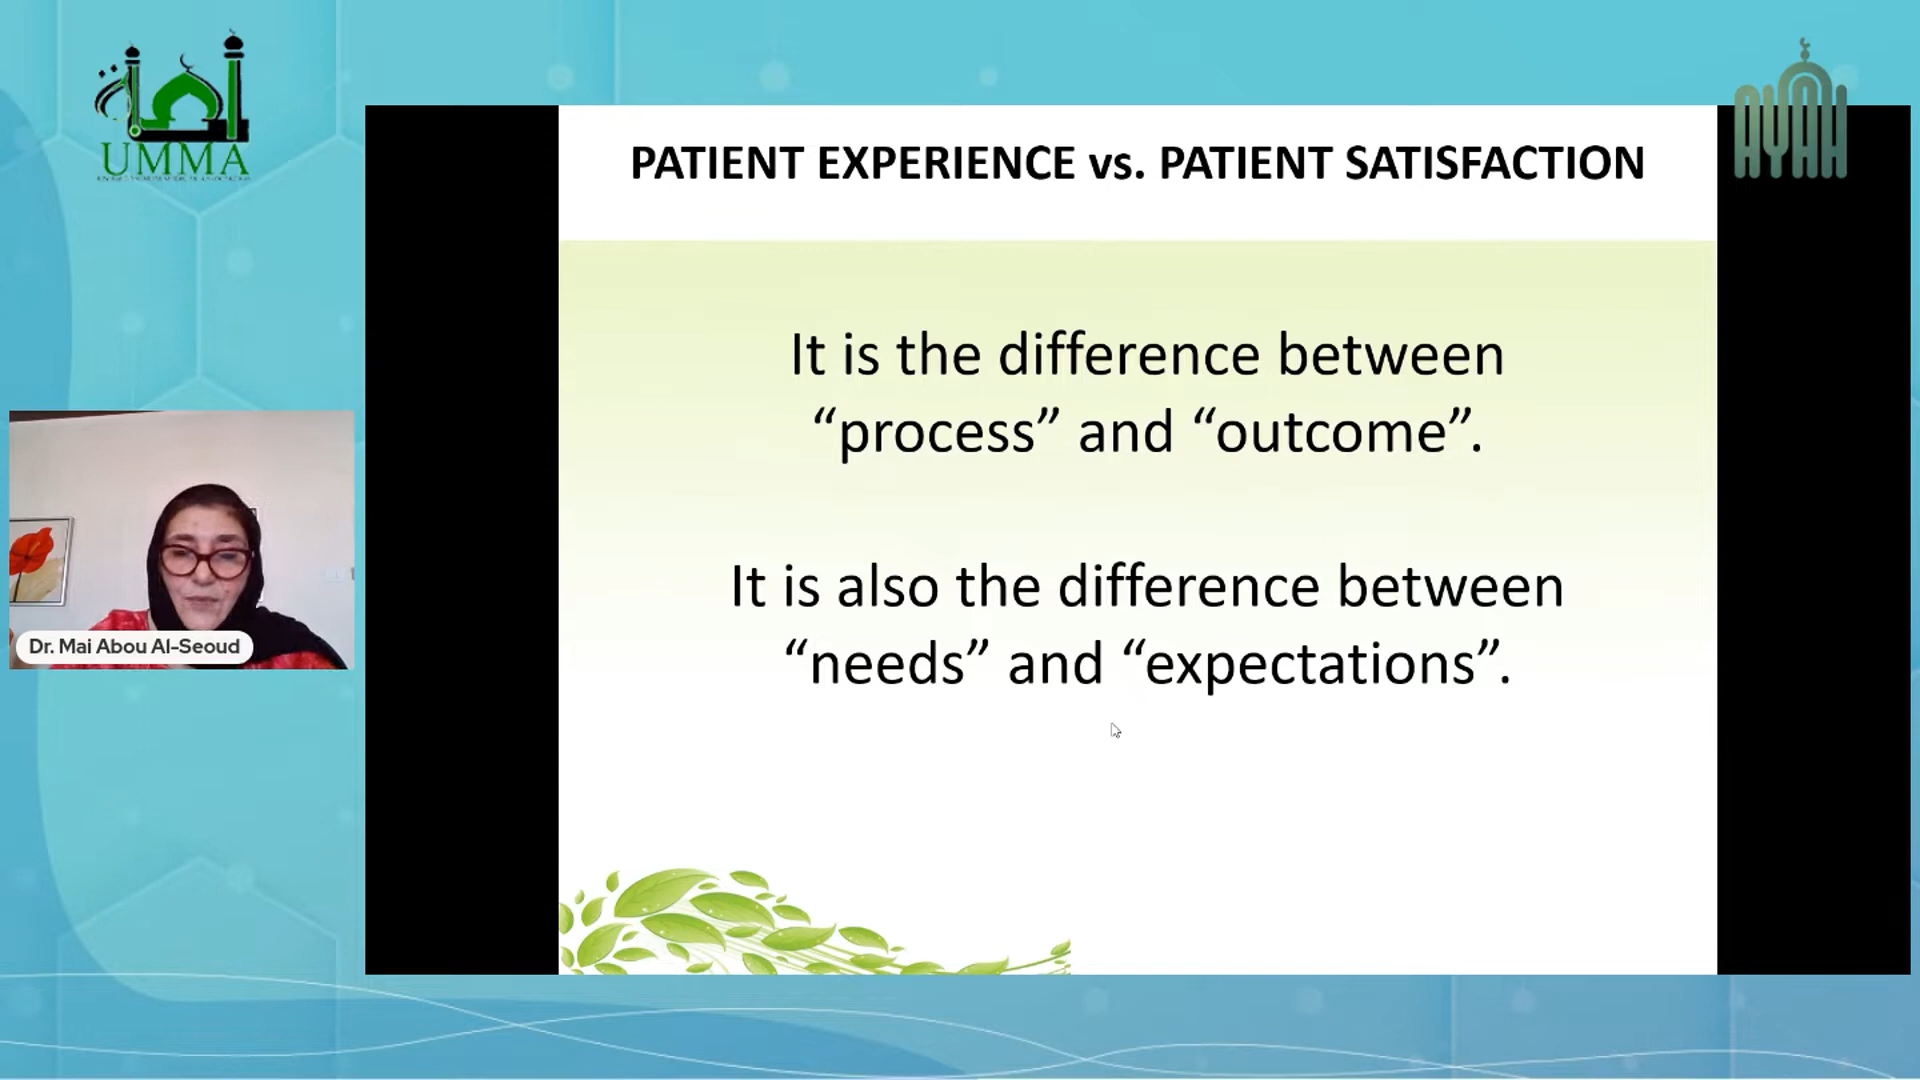 UMMA
AYAH
PATIENT EXPERIENCE vs. PATIENT SATISFACTION
It is the difference between
“process” and “outcome”.
It is also the difference between
“needs” and “expectations”.
Dr. Mai Abou Al-Seoud